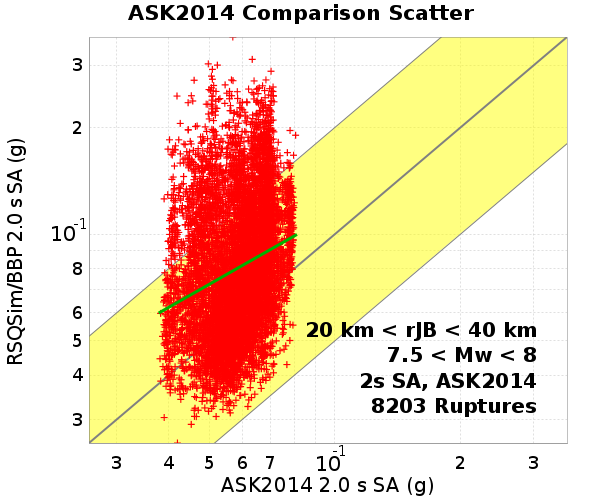 ASK2014 Comparison Scatter
RSQSim/BBP 2.0 s SA (g)
3
2
10-1
8
6
5
4
3
20 km < rJB < 40 km
7.5 < Mw < 8
2s SA, ASK2014
8203 Ruptures
3 4 5 6 7 10-1 2 3
ASK2014 2.0 s SA (g)